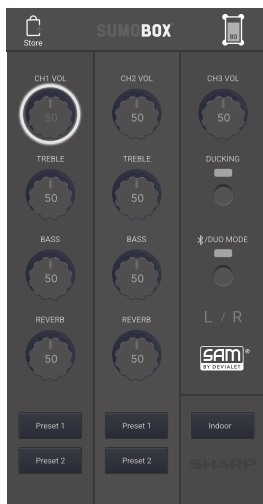 Store
SUMOBOX
80
CH1 VOL
50
TREBLE
50
BASS
50
REVERB
50
Preset 1
Preset 2
CH2 VOL
50
TREBLE
50
BASS
50
REVERB
50
Preset 1
Preset 2
CH3 VOL
50
DUCKING
/DUO MODE
L / R
SAM®
BY DEVIALET
Indoor
SHARP